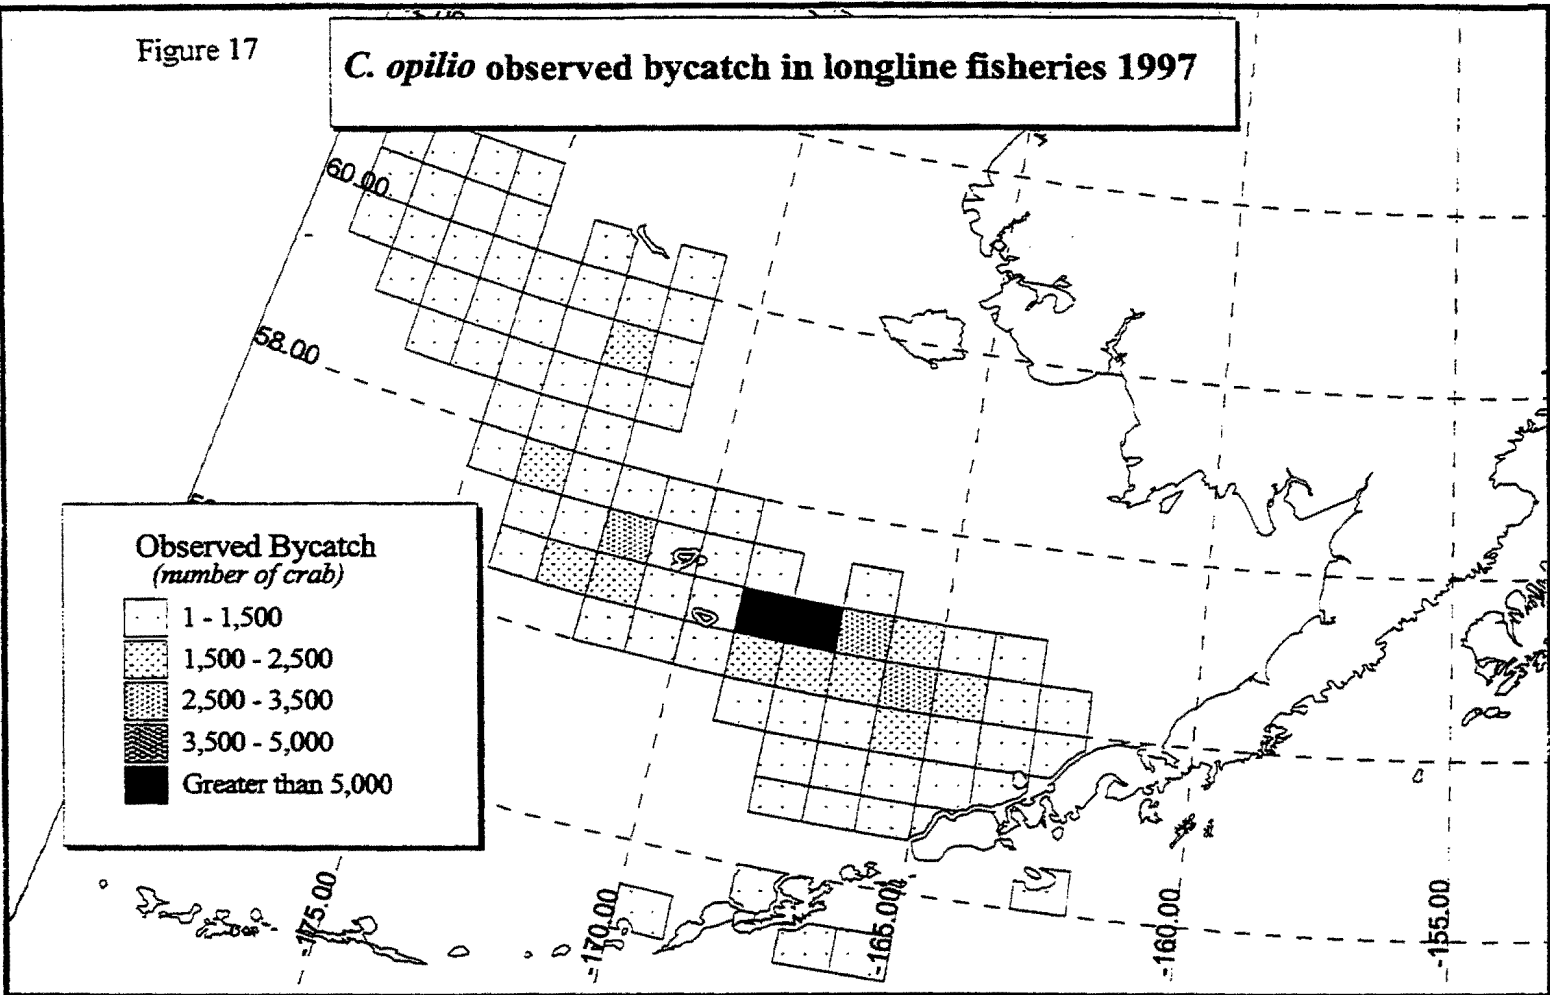 Figure 17
C. opilio observed bycatch in longline fisheries 1997
60.00
58.00
Observed Bycatch
(number of crab)
1 - 1,500
1,500 - 2,500
2,500 - 3,500
3,500 - 5,000
Greater than 5,000
-175.00
-170.00
-165.00
-160.00
-155.00